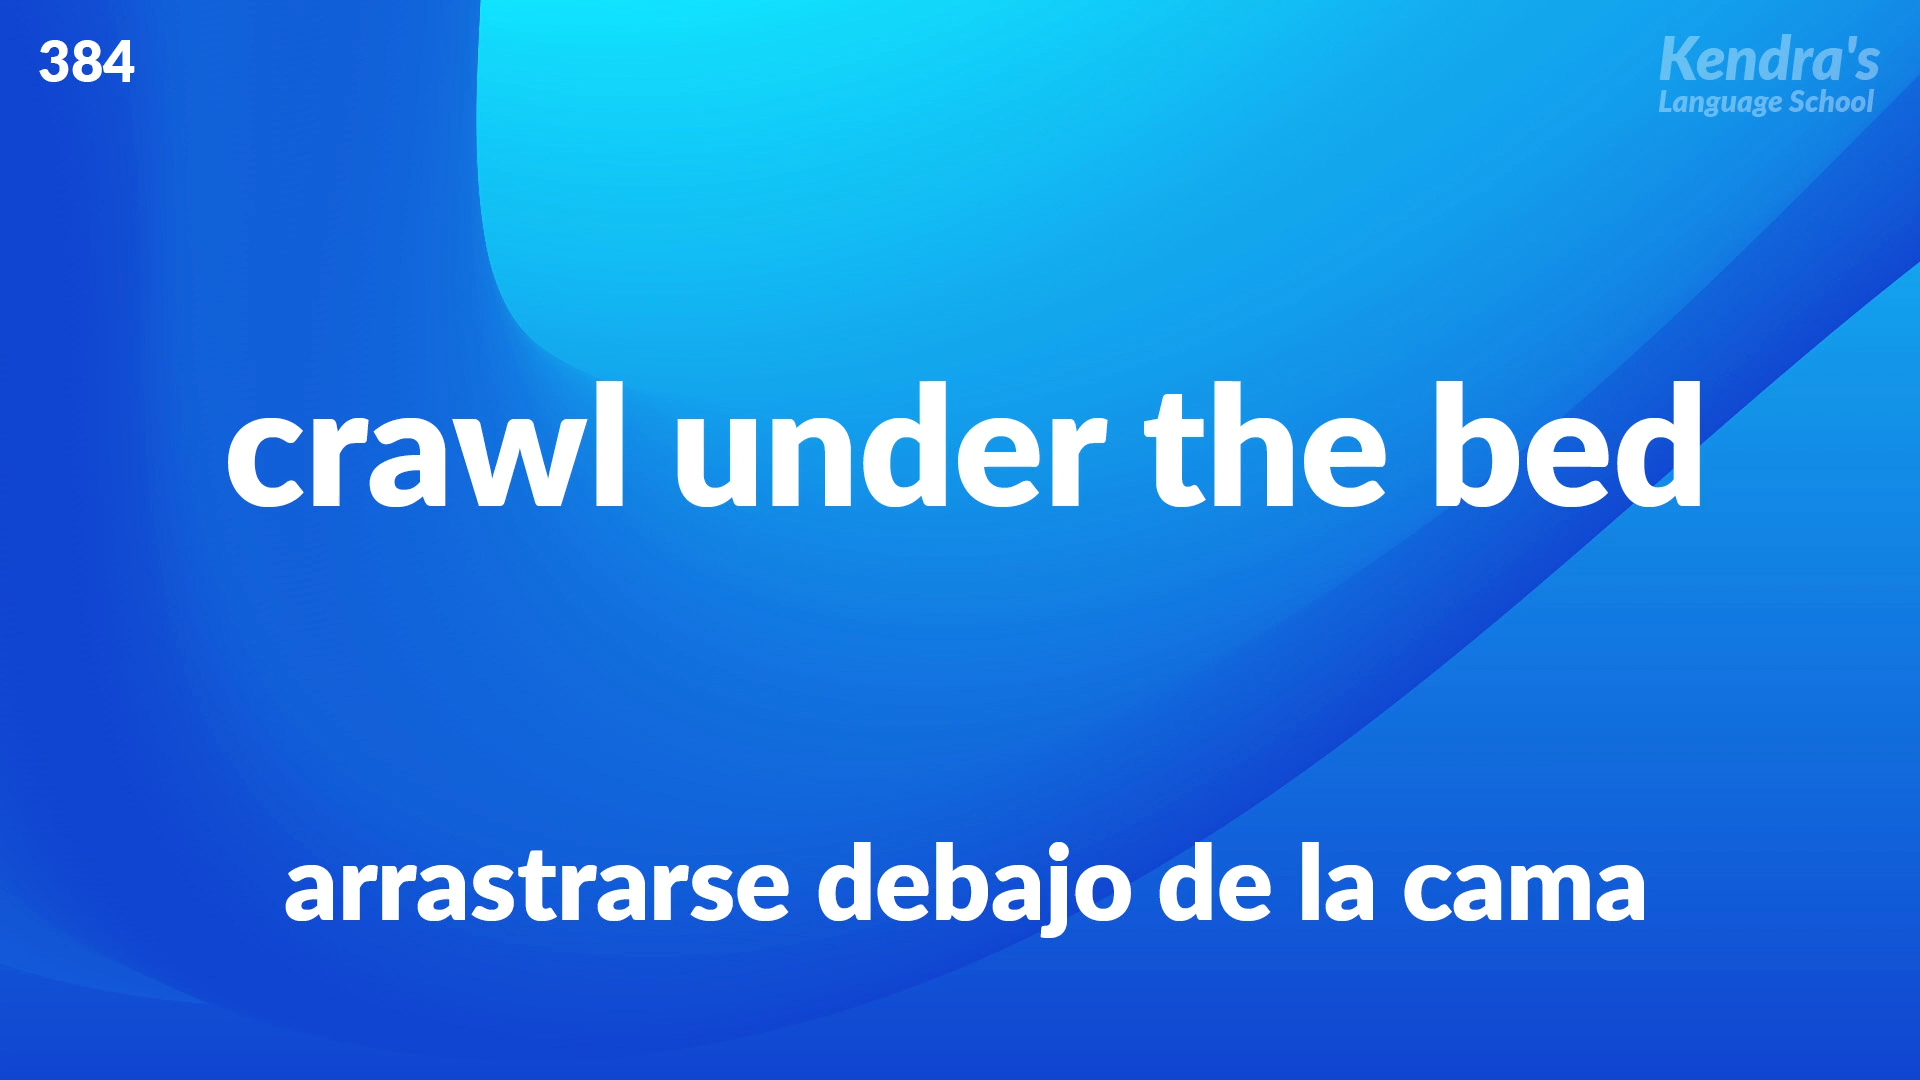 384
Kendra's
Language School
crawl under the bed
arrastrarse debajo de la cama